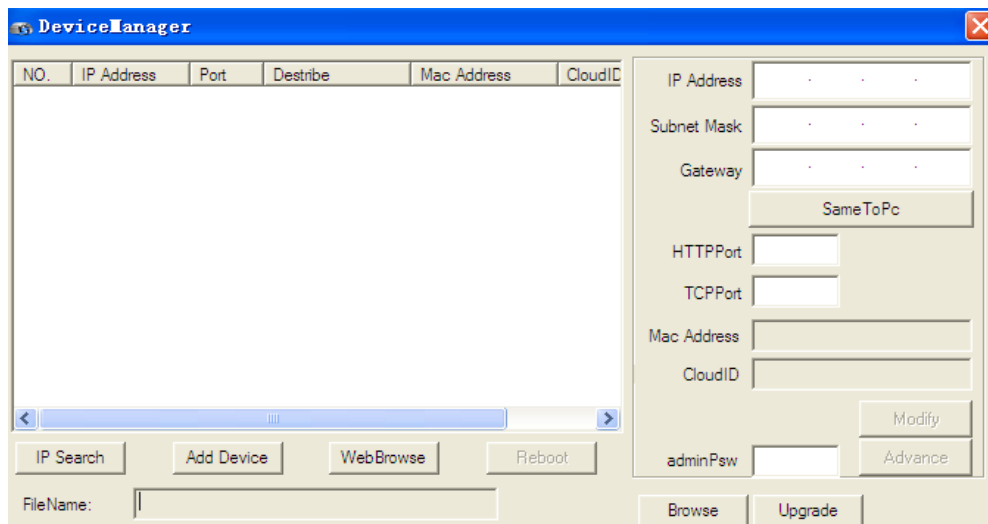 DeviceManager
NO. IP Address Port Destribe Mac Address CloudID
IP Address
Subnet Mask
Gateway
SameToPc
HTTPPort
TCPPort
Mac Address
CloudID
Modify
IP Search Add Device WebBrowse Reboot
adminPsw Advance
FileName:
Browse Upgrade